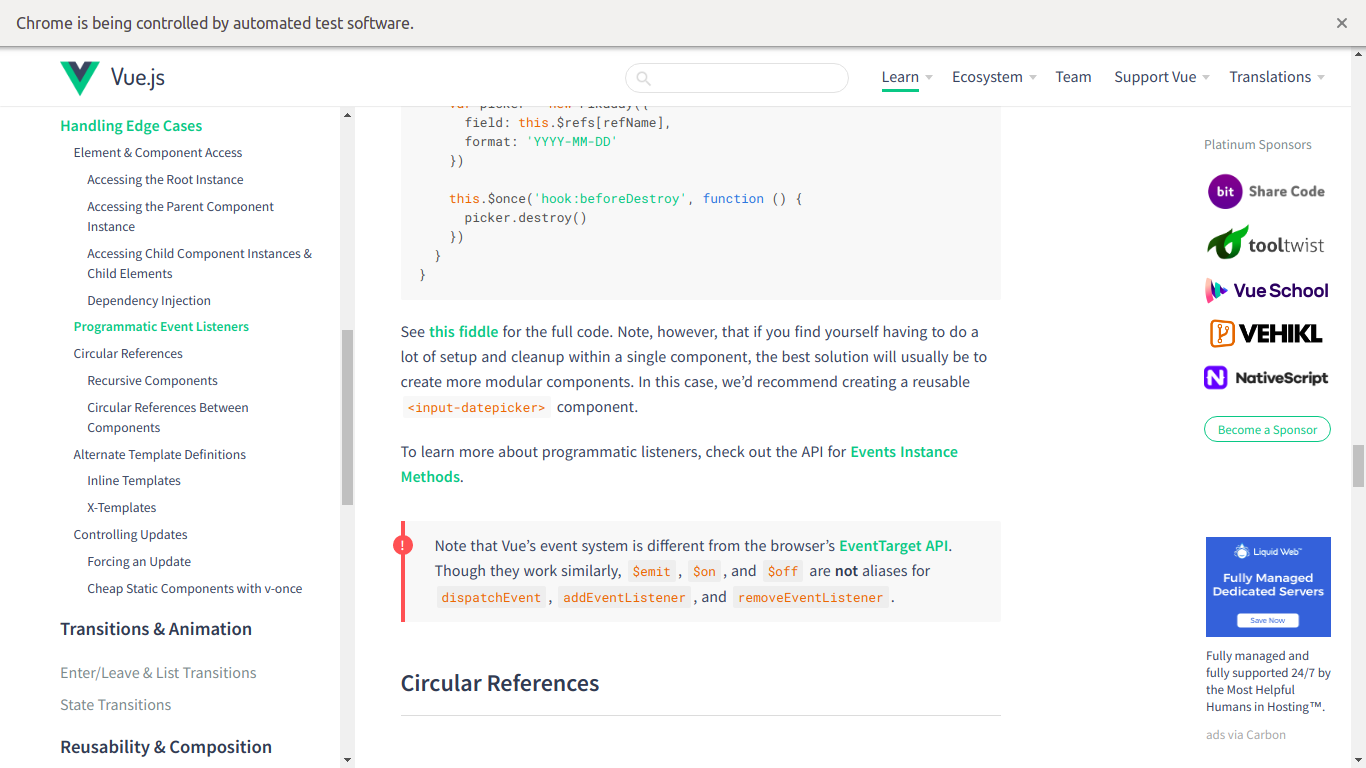 Chrome is being controlled by automated test software.
Vue.js
Learn
Ecosystem
Team
Support Vue
Translations
Handling Edge Cases
Element & Component Access
Accessing the Root Instance
Accessing the Parent Component
Instance
Accessing Child Component Instances &
Child Elements
Dependency Injection
Programmatic Event Listeners
Circular References
Recursive Components
Circular References Between
Components
Alternate Template Definitions
Inline Templates
X-Templates
Controlling Updates
Forcing an Update
Cheap Static Components with v-once
Transitions & Animation
Enter/Leave & List Transitions
State Transitions
Reusability & Composition
field: this.$refs[refName],
format: 'YYYY-MM-DD'
})
this.$once('hook:beforeDestroy', function () {
picker.destroy()
})
}
}
See this fiddle for the full code. Note, however, that if you find yourself having to do a
lot of setup and cleanup within a single component, the best solution will usually be to
create more modular components. In this case, we’d recommend creating a reusable
<input-datepicker> component.
To learn more about programmatic listeners, check out the API for Events Instance
Methods.
!
Note that Vue’s event system is different from the browser’s EventTarget API.
Though they work similarly, $emit, $on, and $off are not aliases for
dispatchEvent, addEventListener, and removeEventListener.
Circular References
Platinum Sponsors
bit Share Code
tooltwist
Vue School
VEHIKL
NativeScript
Become a Sponsor
Liquid Web™
Fully Managed
Dedicated Servers
Save Now
Fully managed and
fully supported 24/7 by
the Most Helpful
Humans in Hosting™.
ads via Carbon